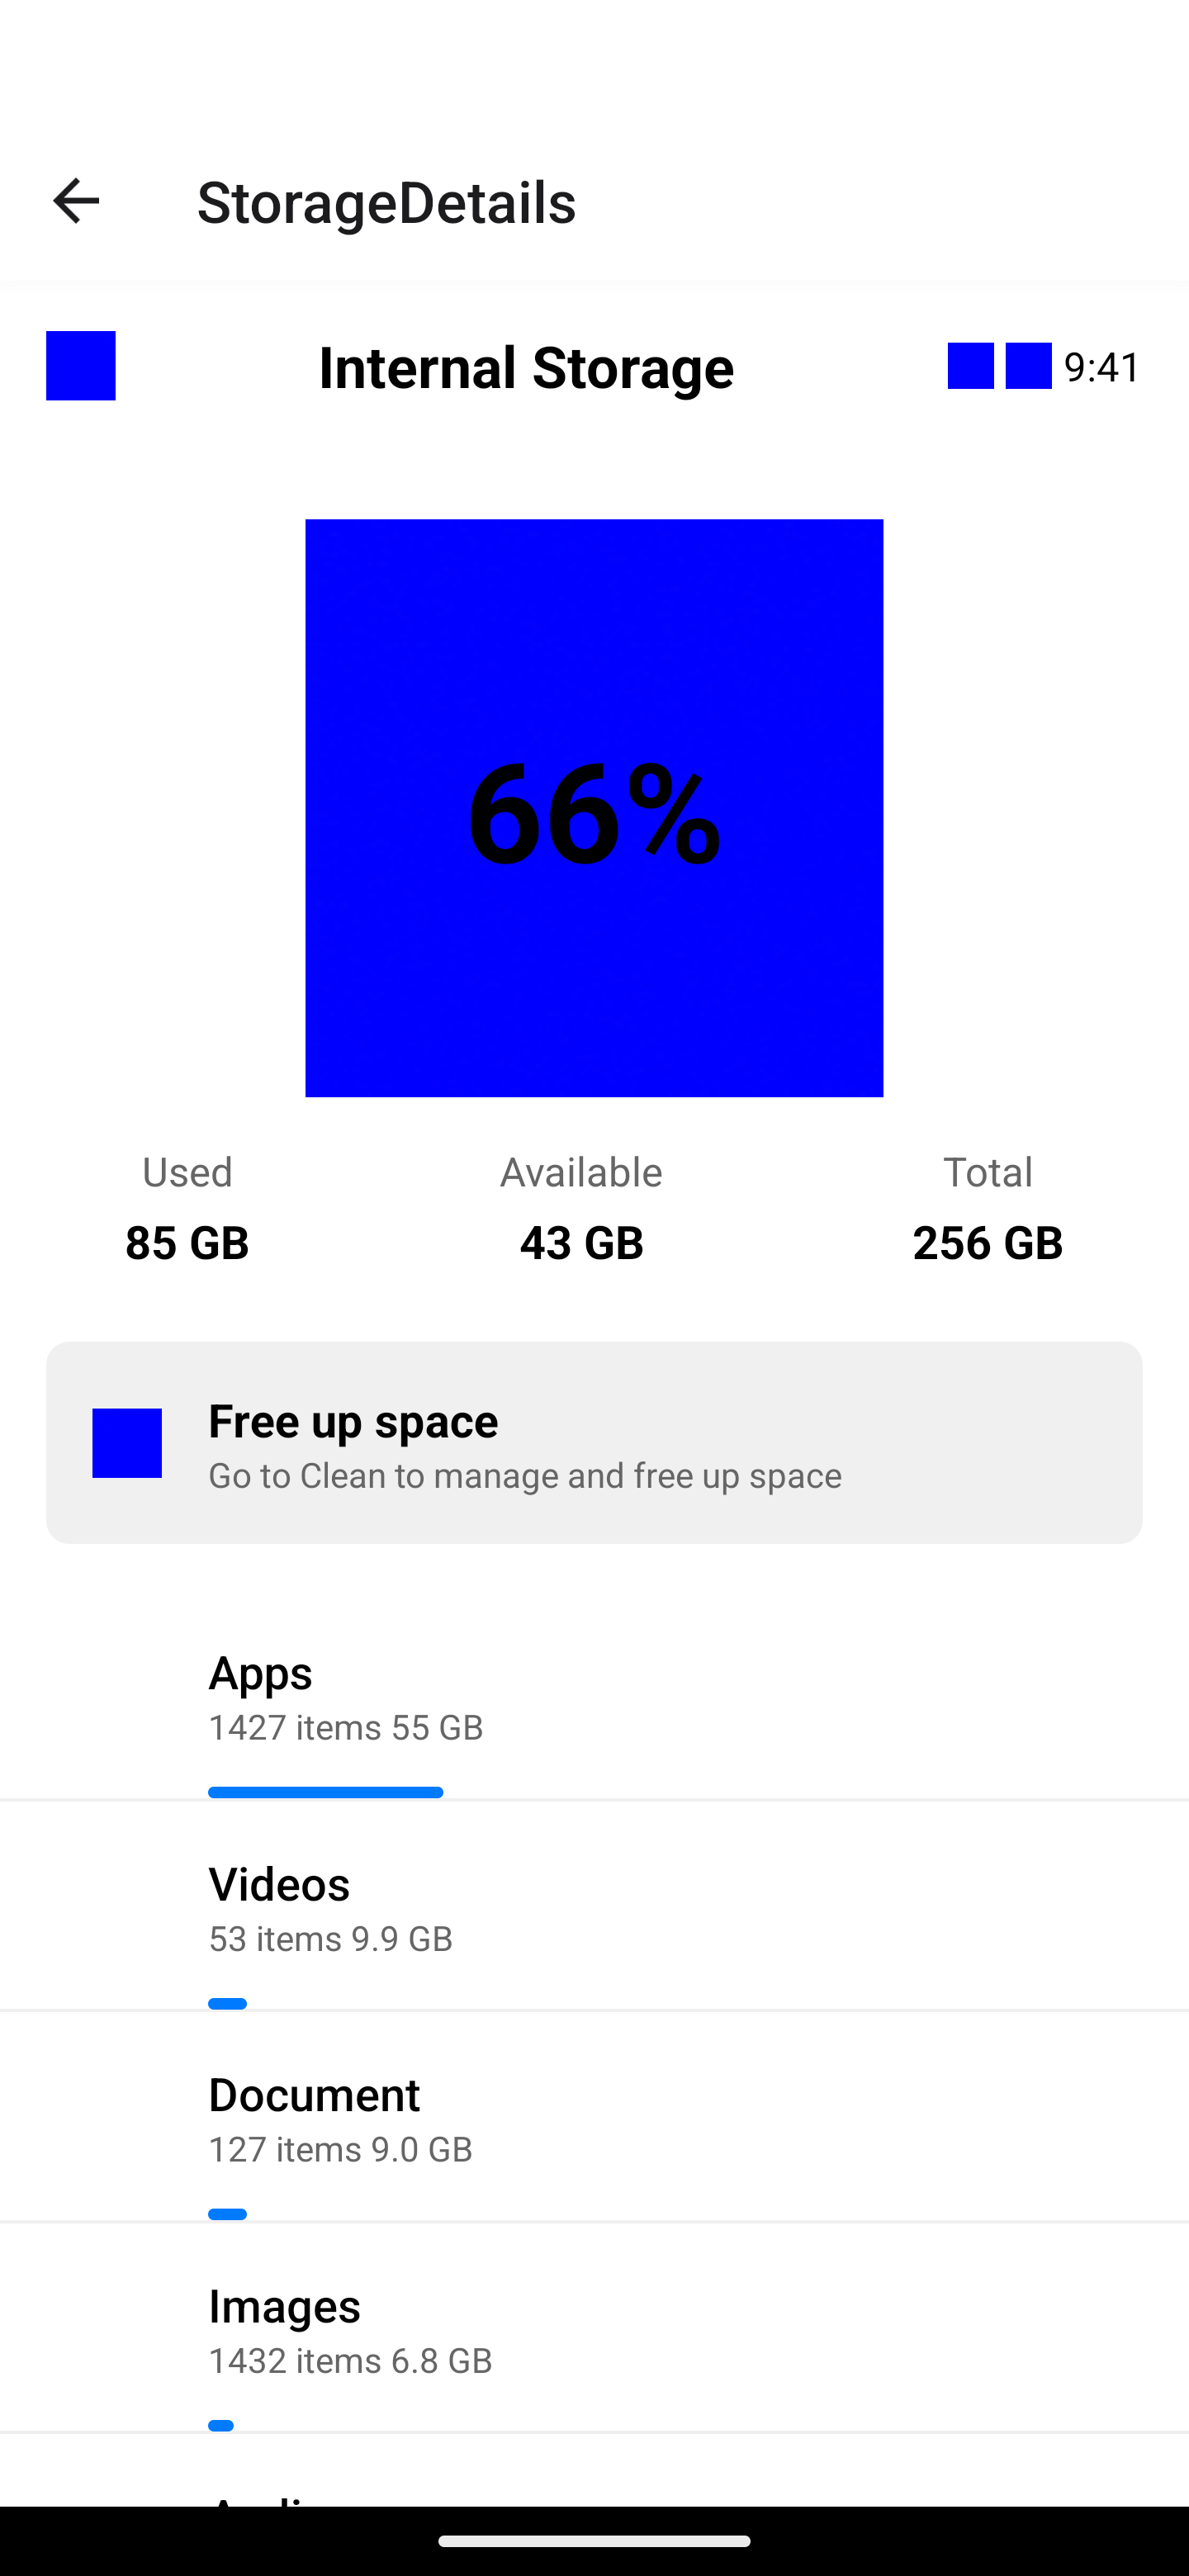 StorageDetails
Internal Storage
9:41
66%
Used Available Total
85 GB 43 GB 256 GB
Free up space
Go to Clean to manage and free up space
Apps
1427 items 55 GB
Videos
53 items 9.9 GB
Document
127 items 9.0 GB
Images
1432 items 6.8 GB